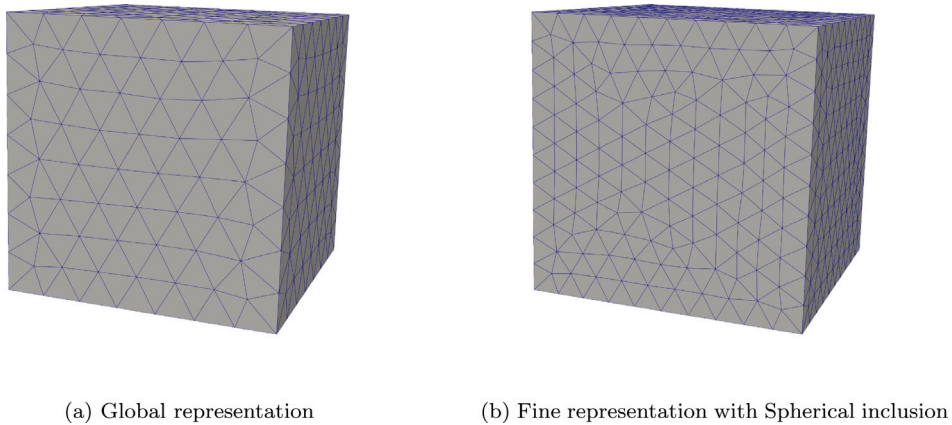 (a) Global representation
(b) Fine representation with Spherical inclusion